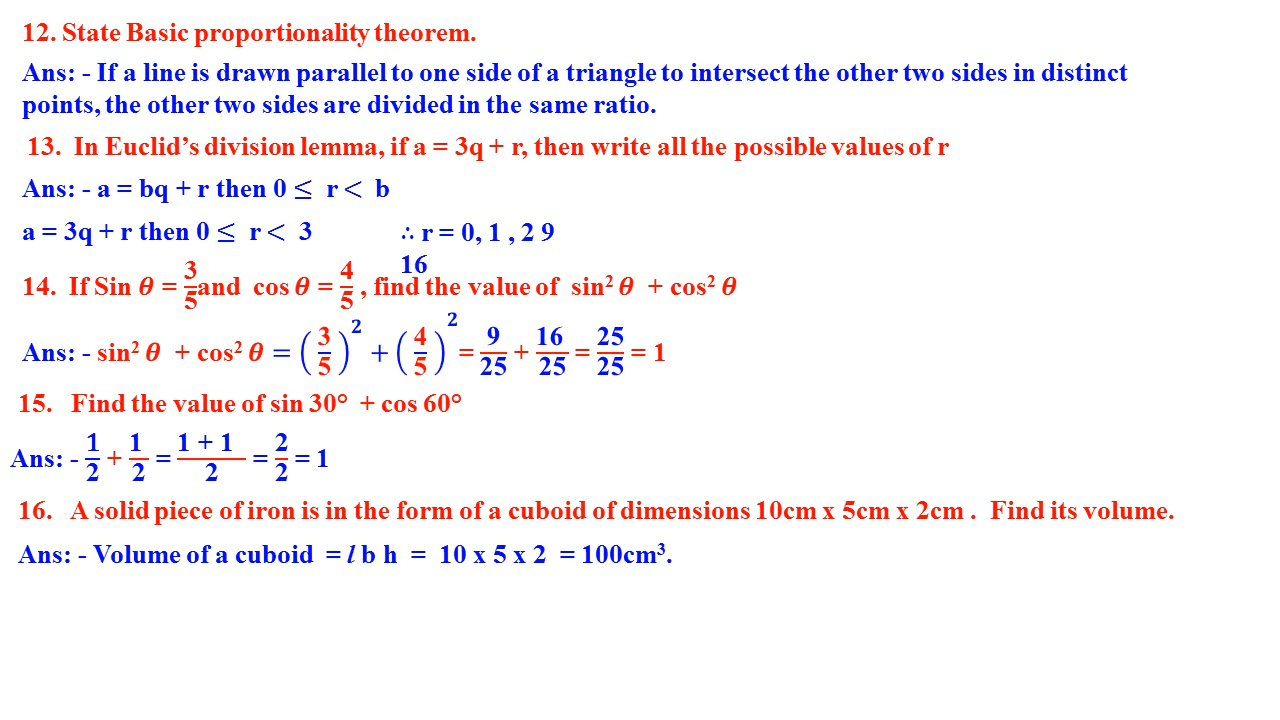 12. State Basic proportionality theorem.
Ans: - If a line is drawn parallel to one side of a triangle to intersect the other two sides in distinct
points, the other two sides are divided in the same ratio.
13. In Euclid’s division lemma, if a = 3q + r, then write all the possible values of r
Ans: - a = bq + r then 0 ≤ r < b
a = 3q + r then 0 ≤ r < 3 ∴ r = 0, 1 , 2 9
16
14. If Sin θ = 3/5 and cos θ = 4/5 , find the value of sin² θ + cos² θ
Ans: - sin² θ + cos² θ = (3/5)² + (4/5)² = 9/25 + 16/25 = 25/25 = 1
15. Find the value of sin 30° + cos 60°
Ans: - 1/2 + 1/2 = 1 + 1/2 = 2/2 = 1
16. A solid piece of iron is in the form of a cuboid of dimensions 10cm x 5cm x 2cm . Find its volume.
Ans: - Volume of a cuboid = l b h = 10 x 5 x 2 = 100cm³.